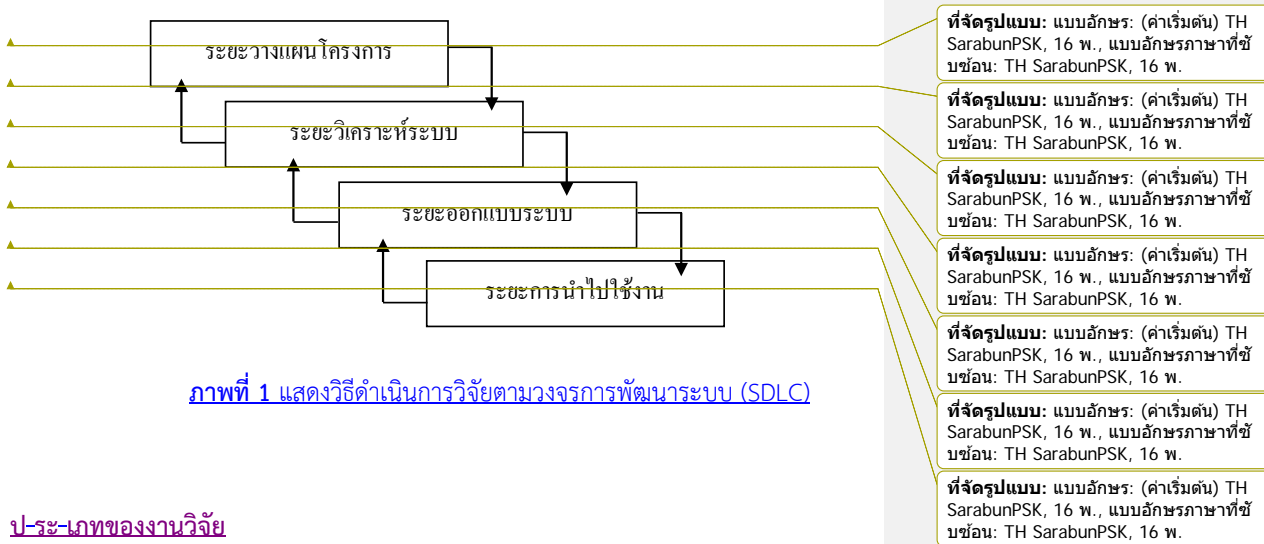 ระยะวางแผนโครงการ
ระยะวิเคราะห์ระบบ
ระยะออกแบบระบบ
ระยะการนำไปใช้งาน
ภาพที่ 1 แสดงวิธีดำเนินการวิจัยตามวงจรการพัฒนาระบบ (SDLC)
ป-ระ-เภทของงานวิจัย
ที่จัดรูปแบบ: แบบอักษร: (ค่าเริ่มต้น) TH
SarabunPSK, 16 พ., แบบอักษรภาษาที่ซั
บซ้อน: TH SarabunPSK, 16 พ.
ที่จัดรูปแบบ: แบบอักษร: (ค่าเริ่มต้น) TH
SarabunPSK, 16 พ., แบบอักษรภาษาที่ซั
บซ้อน: TH SarabunPSK, 16 พ.
ที่จัดรูปแบบ: แบบอักษร: (ค่าเริ่มต้น) TH
SarabunPSK, 16 พ., แบบอักษรภาษาที่ซั
บซ้อน: TH SarabunPSK, 16 พ.
ที่จัดรูปแบบ: แบบอักษร: (ค่าเริ่มต้น) TH
SarabunPSK, 16 พ., แบบอักษรภาษาที่ซั
บซ้อน: TH SarabunPSK, 16 พ.
ที่จัดรูปแบบ: แบบอักษร: (ค่าเริ่มต้น) TH
SarabunPSK, 16 พ., แบบอักษรภาษาที่ซั
บซ้อน: TH SarabunPSK, 16 พ.
ที่จัดรูปแบบ: แบบอักษร: (ค่าเริ่มต้น) TH
SarabunPSK, 16 พ., แบบอักษรภาษาที่ซั
บซ้อน: TH SarabunPSK, 16 พ.
ที่จัดรูปแบบ: แบบอักษร: (ค่าเริ่มต้น) TH
SarabunPSK, 16 พ., แบบอักษรภาษาที่ซั
บซ้อน: TH SarabunPSK, 16 พ.